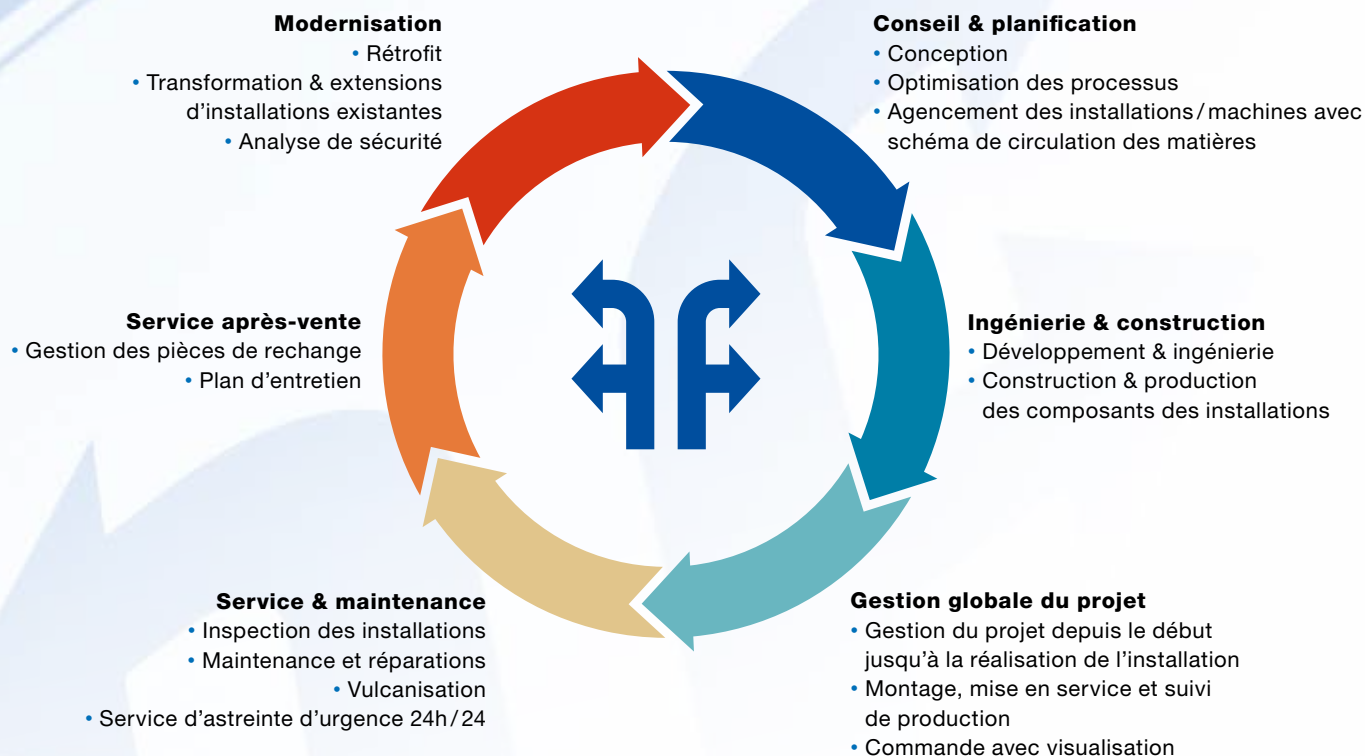 Modernisation
• Rétrofit
• Transformation & extensions
d'installations existantes
• Analyse de sécurité
Conseil & planification
• Conception
• Optimisation des processus
• Agencement des installations/machines avec
schéma de circulation des matières
Service après-vente
• Gestion des pièces de rechange
• Plan d'entretien
Ingénierie & construction
• Développement & ingénierie
• Construction & production
des composants des installations
Service & maintenance
• Inspection des installations
• Maintenance et réparations
• Vulcanisation
• Service d'astreinte d'urgence 24h/24
Gestion globale du projet
• Gestion du projet depuis le début
jusqu'à la réalisation de l'installation
• Montage, mise en service et suivi
de production
• Commande avec visualisation